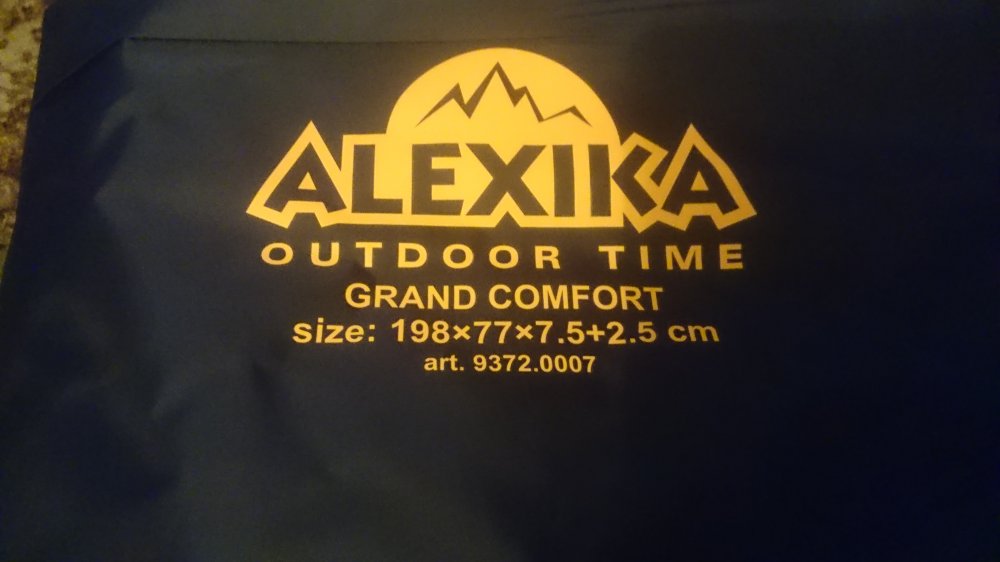 ALEXIKA
OUTDOOR TIME
GRAND COMFORT
size: 198×77×7.5+2.5 cm
art. 9372.0007